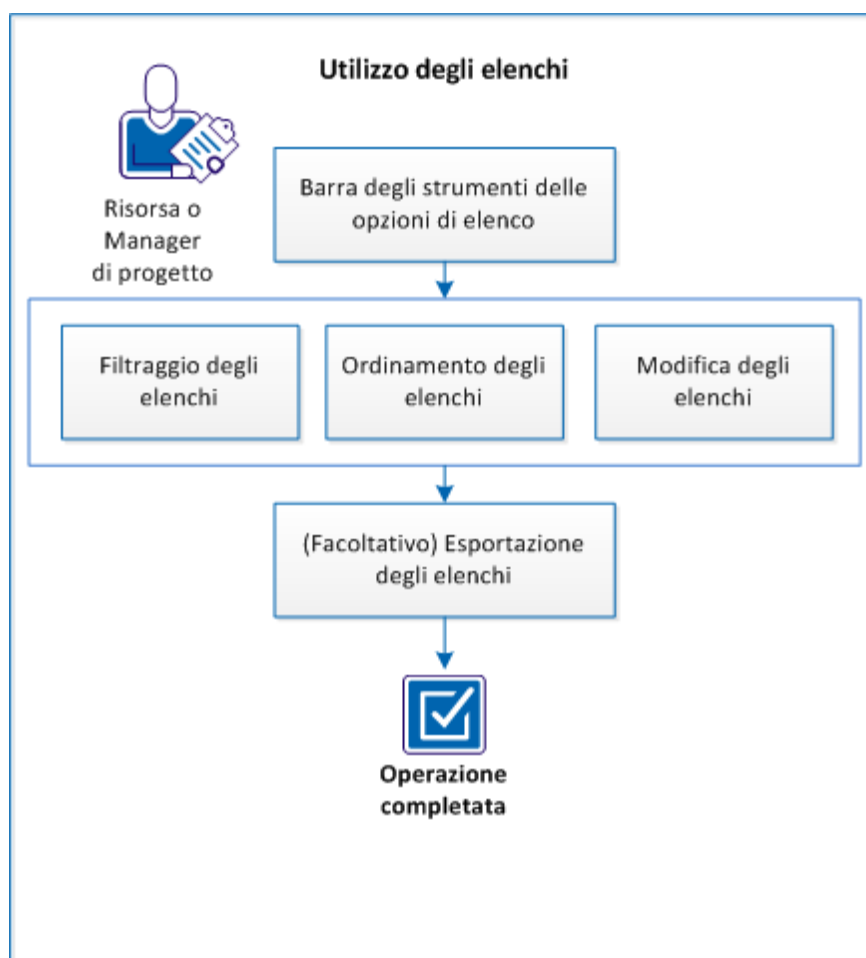 Utilizzo degli elenchi
Risorsa o
Manager
di progetto
Barra degli strumenti delle
opzioni di elenco
Filtraggio degli
elenchi
Ordinamento degli
elenchi
Modifica degli
elenchi
(Facoltativo) Esportazione
degli elenchi
Operazione
completata